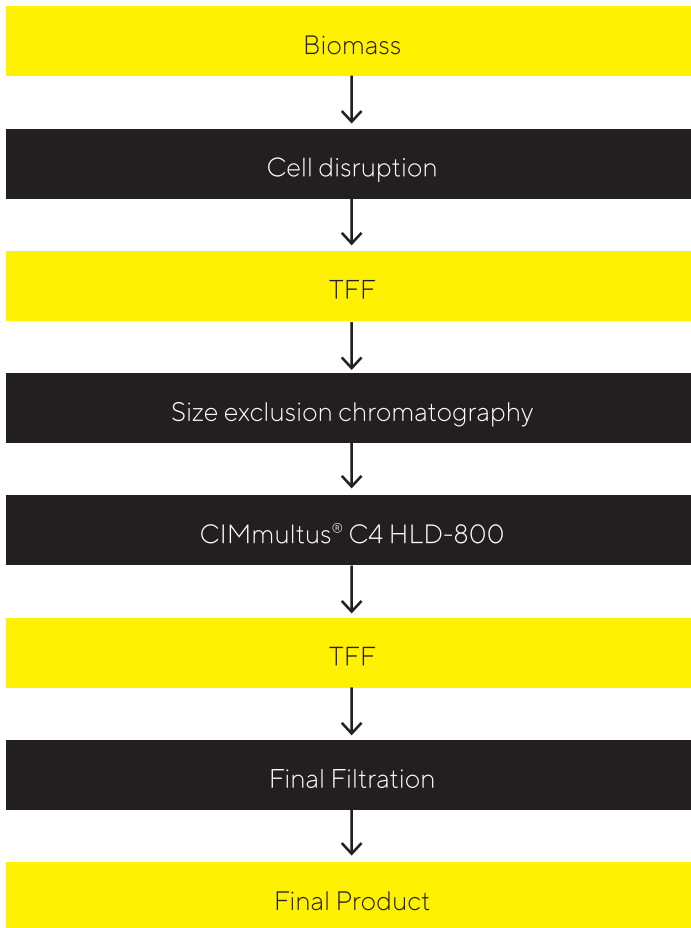 Biomass
Cell disruption
TFF
Size exclusion chromatography
CIMmultus® C4 HLD-800
TFF
Final Filtration
Final Product